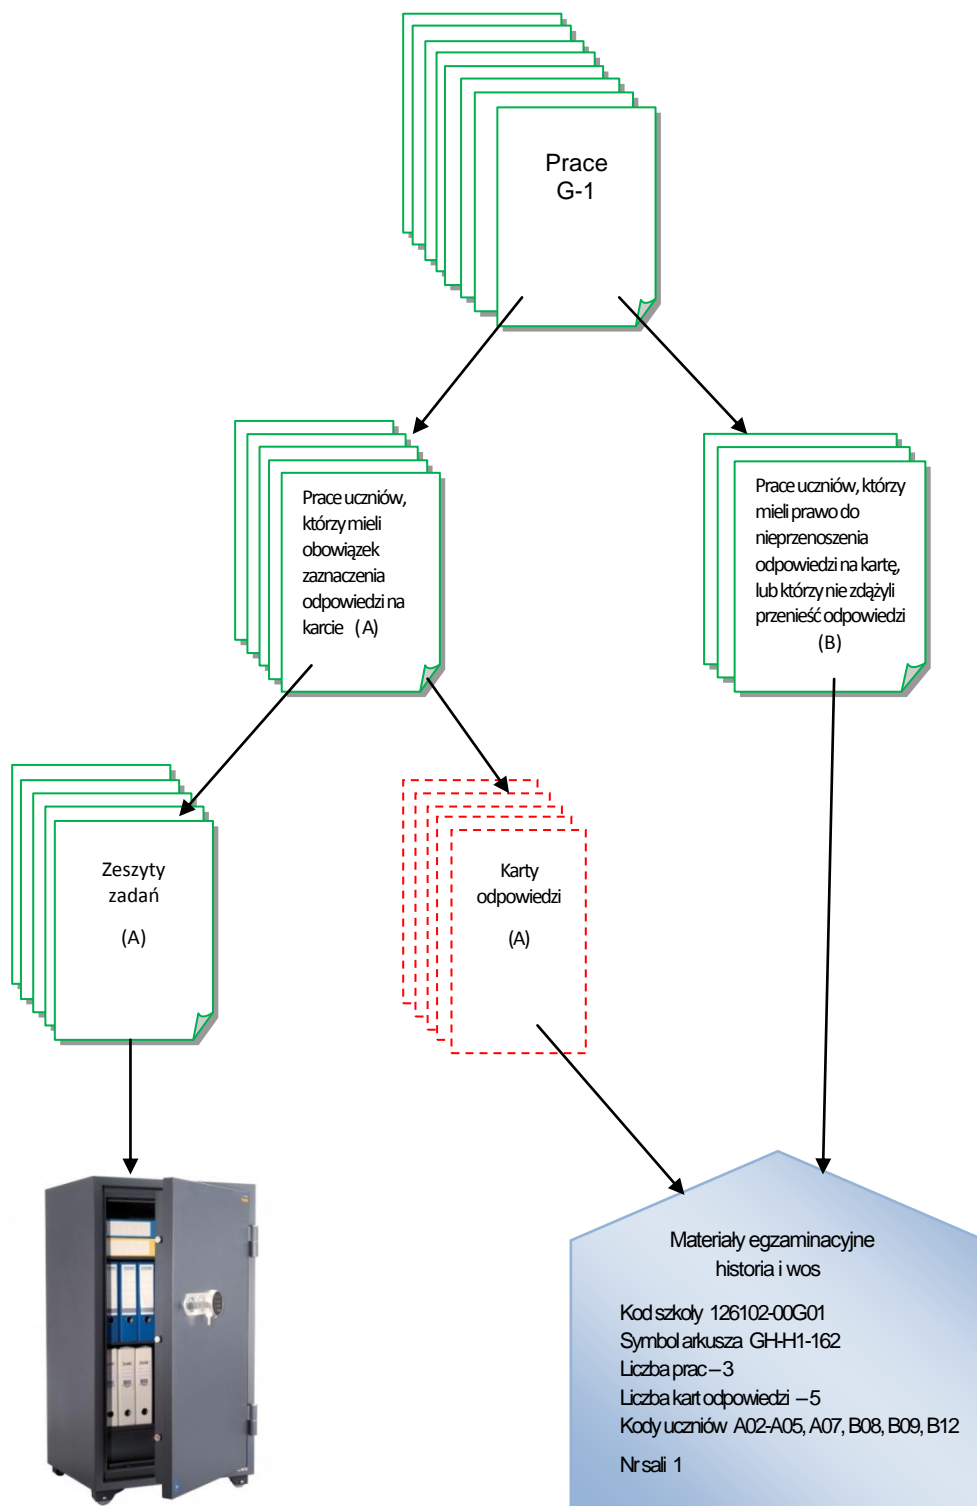 Prace
G-1
Prace uczniów,
którzy mieli
obowiązek
zaznaczenia
odpowiedzi na
karcie (A)
Prace uczniów, którzy
mieli prawo do
nieprzenoszenia
odpowiedzi na kartę,
lub którzy nie zdążyli
przenieść odpowiedzi
(B)
Zeszyty
zadań
(A)
Karty
odpowiedzi
(A)
Materiały egzaminacyjne
historia i wos
Kod szkoły 126102-00G01
Symbol arkusza GH-H1-162
Liczba prac – 3
Liczba kart odpowiedzi – 5
Kody uczniów A02-A05, A07, B08, B09, B12
Nr sali 1